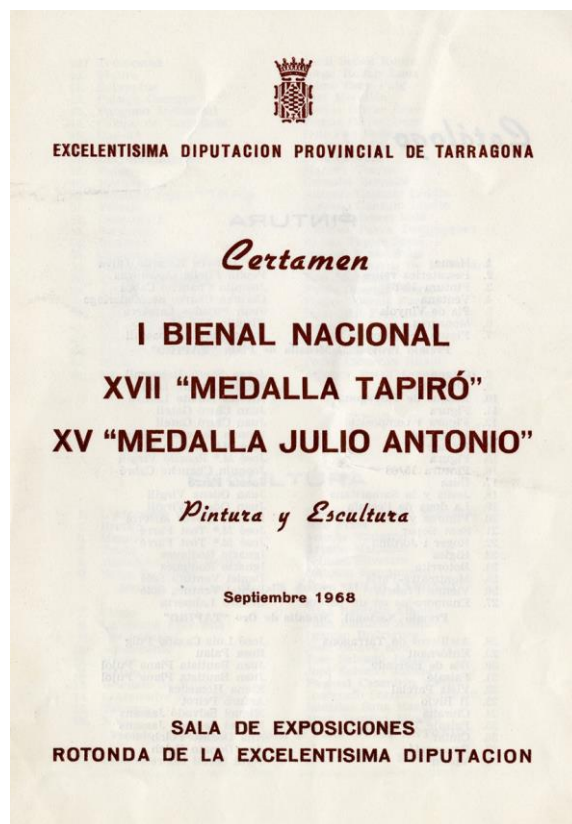 EXCELENTISIMA DIPUTACION PROVINCIAL DE TARRAGONA
Certamen
I BIENAL NACIONAL
XVII “MEDALLA TAPIRÓ”
XV “MEDALLA JULIO ANTONIO”
Pintura y Escultura
Septiembre 1968
SALA DE EXPOSICIONES
ROTONDA DE LA EXCELENTISIMA DIPUTACION